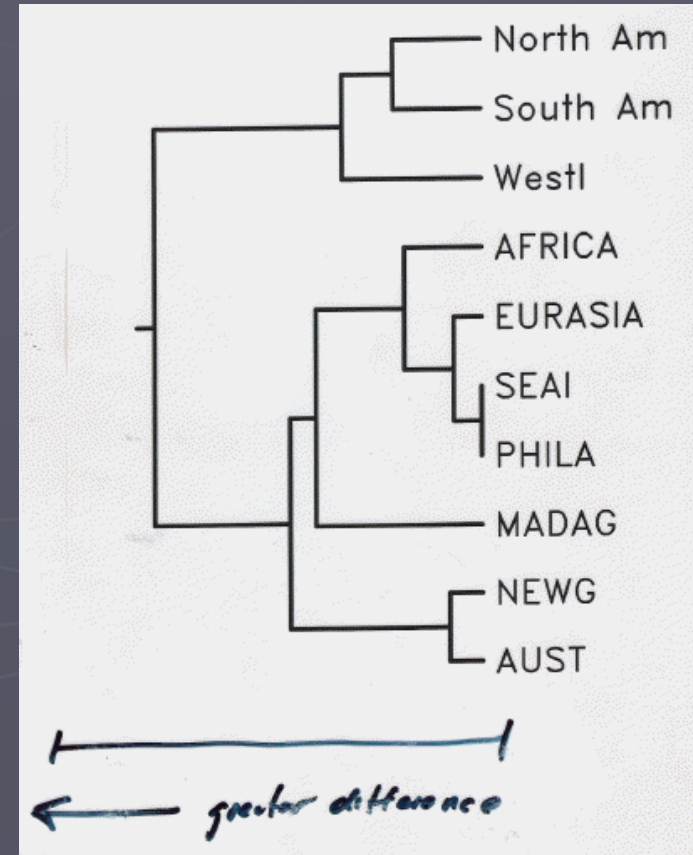 North Am
South Am
Westl
AFRICA
EURASIA
SEAI
PHILA
MADAG
NEWG
AUST
greater difference